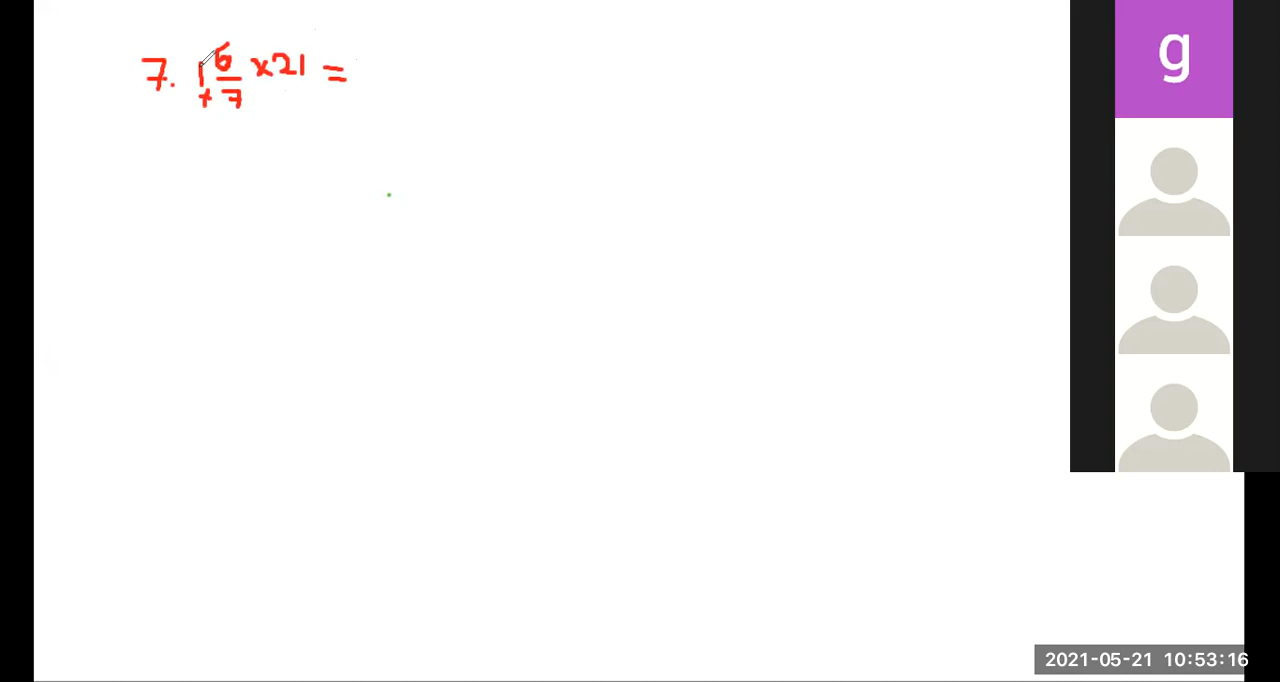 g
7. 1 6/7 × 21 =
+
2021-05-21 10:53:16